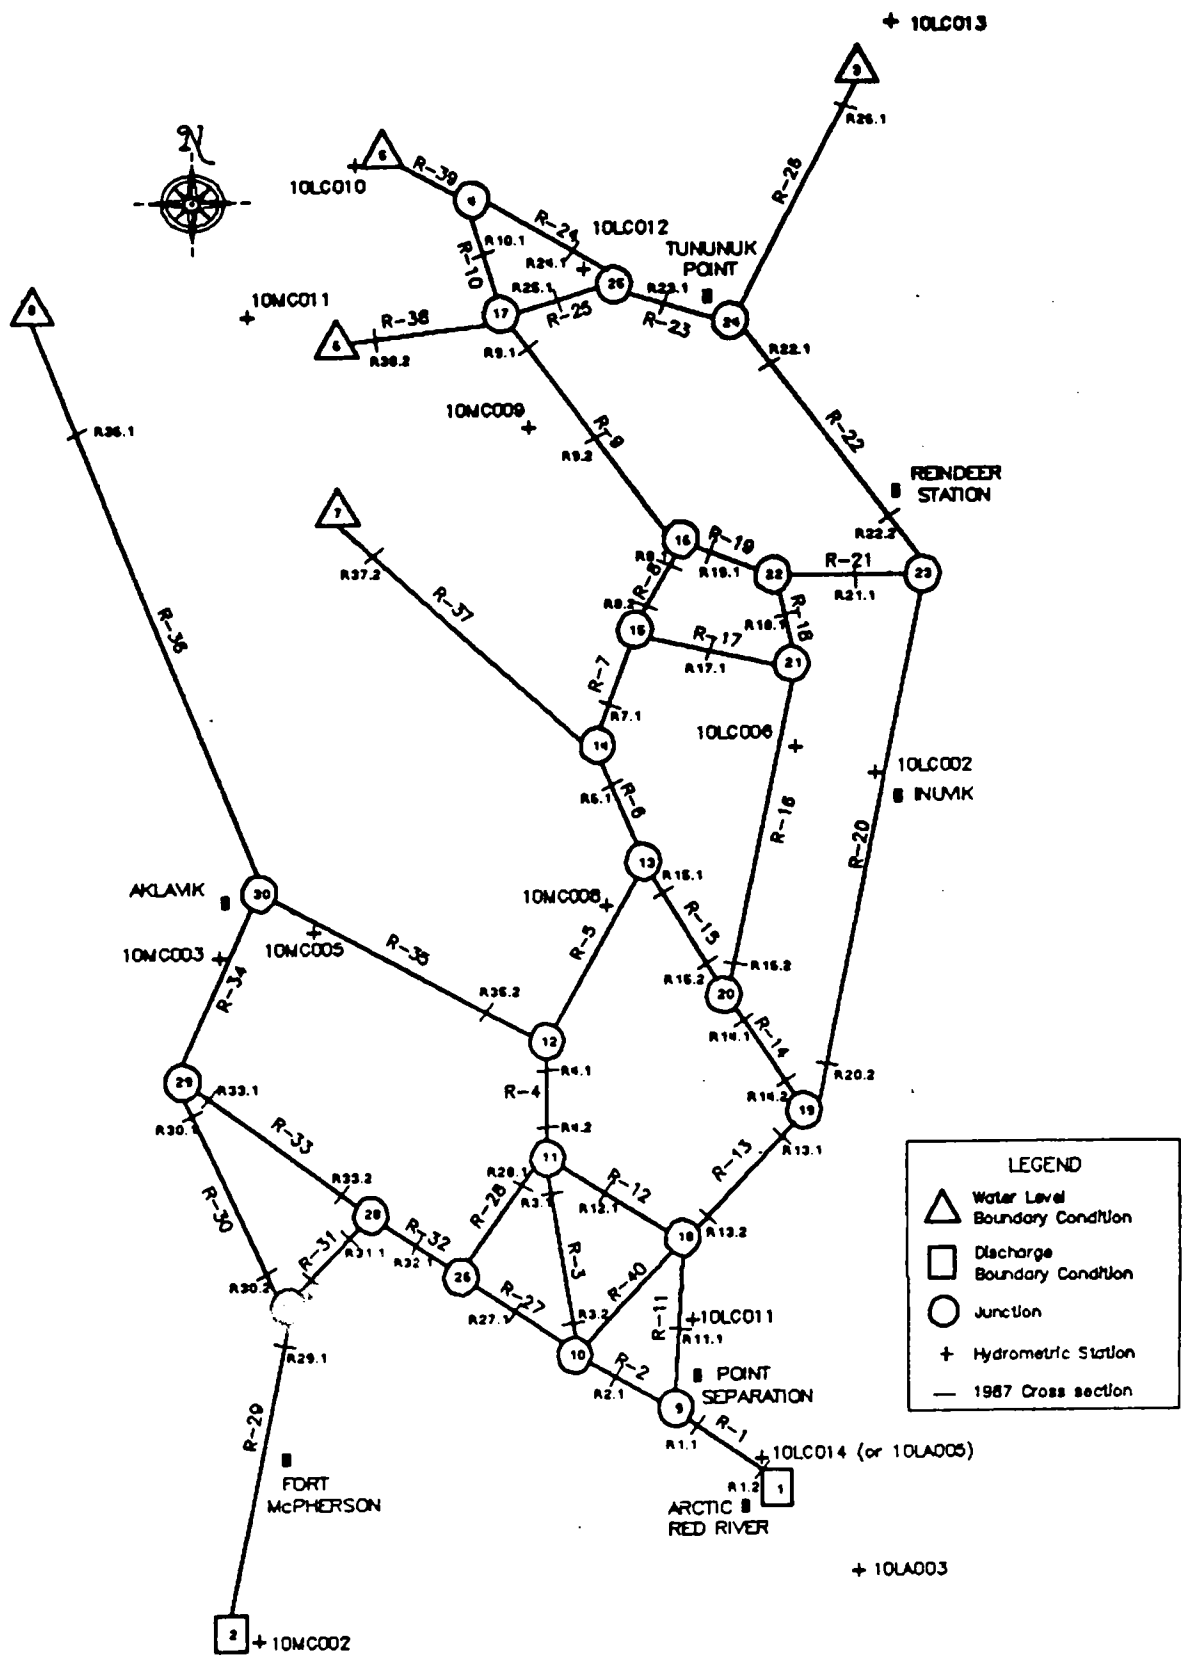 10LC013
3
R26.1
N
5
R-39
10LC010
R-26
4
R-24
10LC012
R10.1
R24.1
TUNUNUK
POINT
R-10
25
R23.1
R25.1
8
10MC011
17
R-25
R-23
24
R-38
6
R38.2
R9.1
R22.1
10MC009
R-9
R-22
R36.1
R9.2
REINDEER
STATION
7
R22.2
16
R-19
R-21
R37.2
R19.1
22
23
R-8
R21.1
R-37
R18.1
R-18
15
R-17
R-36
R17.1
21
R-7
R7.1
10LC006
14
10LC002
R-6
INUVIK
R-16
R-20
13
R15.1
AKLAVIK
30
10MC008
R-15
10MC003
10MC005
R-35
R-5
R-34
R15.2
20
12
R14.1
R-14
R4.1
29
R33.1
R-4
R14.2
R20.2
19
R4.2
R-33
R13.1
11
R-13
LEGEND
R33.2
R-28
R3.1
R-12
R12.1
Water Level
Boundary Condition
R-30
28
R-32
18
R13.2
R-31
R31.1
R32.1
26
R-3
R-40
Discharge
Boundary Condition
R30.2
R-27
R27.1
R3.2
R-11
10LC011
R11.1
Junction
R29.1
10
R-2
R2.1
POINT
SEPARATION
Hydrometric Station
9
1987 Cross section
R-29
R-1
R1.1
10LC014 (or 10LA005)
FORT
McPHERSON
R1.2
1
ARCTIC
RED RIVER
10LA003
2
10MC002